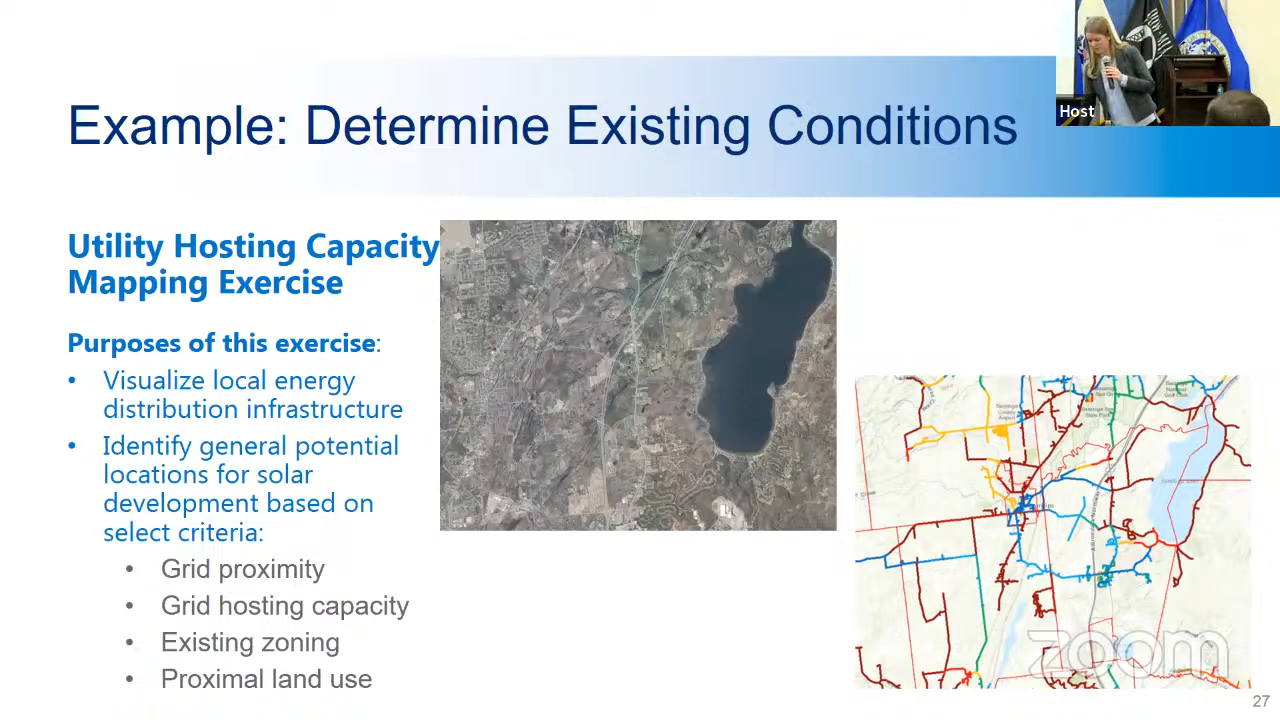 Example: Determine Existing Conditions
Host
Utility Hosting Capacity
Mapping Exercise
Purposes of this exercise:
• Visualize local energy
distribution infrastructure
• Identify general potential
locations for solar
development based on
select criteria:
• Grid proximity
• Grid hosting capacity
• Existing zoning
• Proximal land use
zoom
27